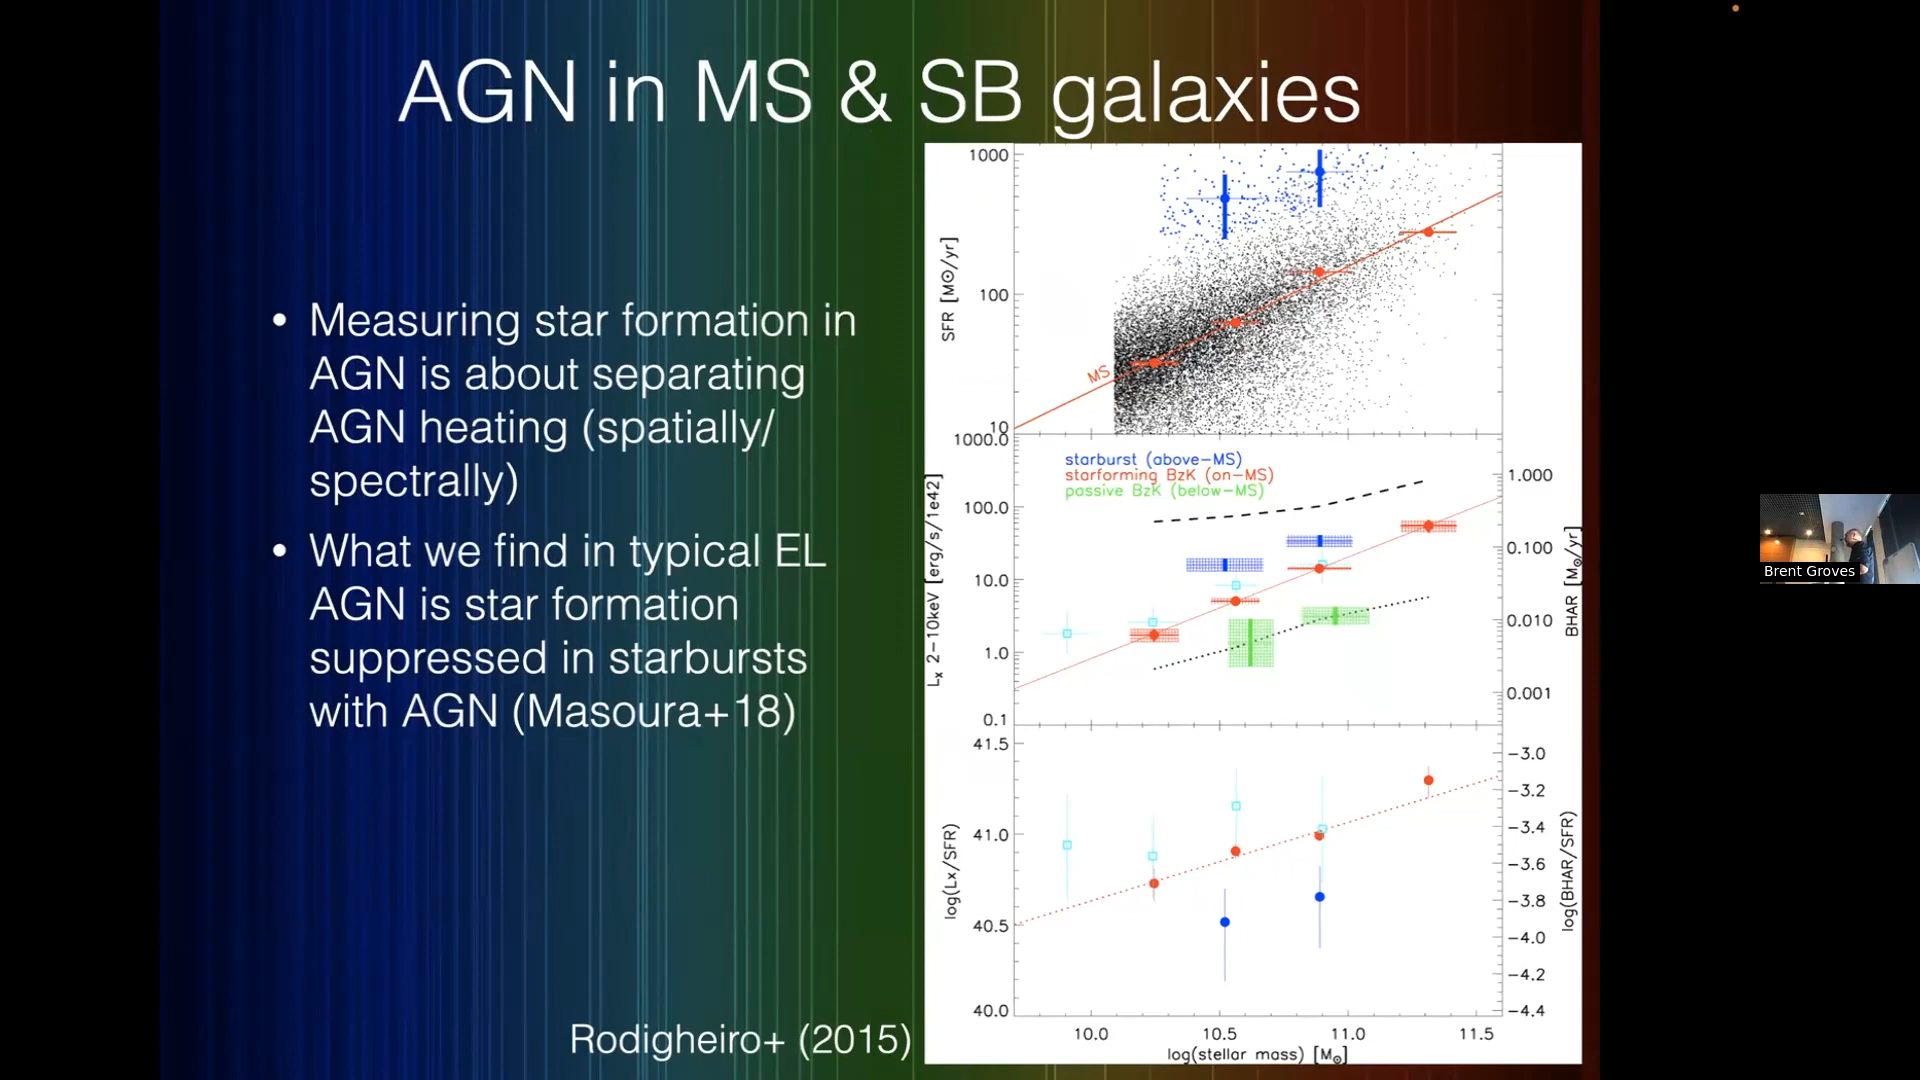 AGN in MS & SB galaxies
• Measuring star formation in
AGN is about separating
AGN heating (spatially/
spectrally)
• What we find in typical EL
AGN is star formation
suppressed in starbursts
with AGN (Masoura+18)
Rodigheiro+ (2015)
1000
100
10
SFR [M⊙/yr]
MS
1000.0
100.0
10.0
1.0
0.1
Lx 2-10keV [erg/s/1e42]
starburst (above-MS)
starforming BzK (on-MS)
passive BzK (below-MS)
1.000
0.100
0.010
0.001
BHAR [M⊙/yr]
41.5
41.0
40.5
40.0
log(Lx/SFR)
-3.0
-3.2
-3.4
-3.6
-3.8
-4.0
-4.2
-4.4
log(BHAR/SFR)
10.0 10.5 11.0 11.5
log(stellar mass) [M⊙]
Brent Groves